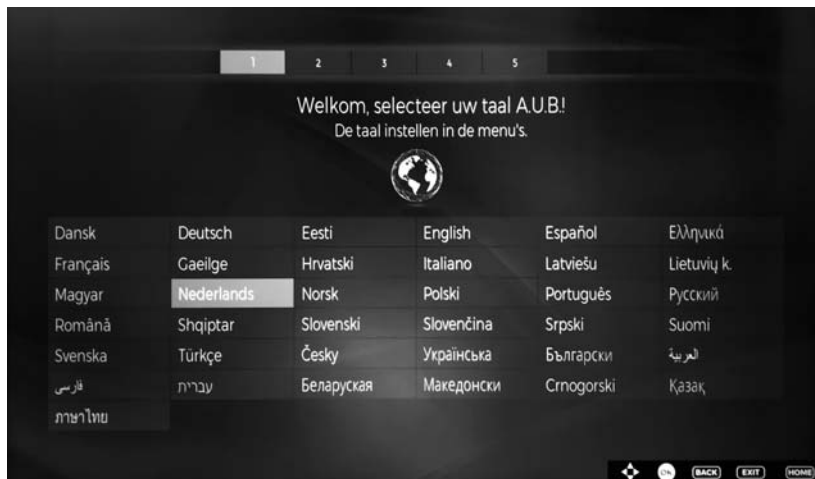 1 2 3 4 5
Welkom, selecteer uw taal A.U.B.!
De taal instellen in de menu's.
Dansk Deutsch Eesti English Español Ελληνικά
Français Gaeilge Hrvatski Italiano Latviešu Lietuvių k.
Magyar Nederlands Norsk Polski Português Русский
Română Shqiptar Slovenski Slovenčina Srpski Suomi
Svenska Türkçe Česky Українська Български العربية
فارسی עברית Беларуская Македонски Crnogorski Қазақ
ภาษาไทย
OK BACK EXIT HOME